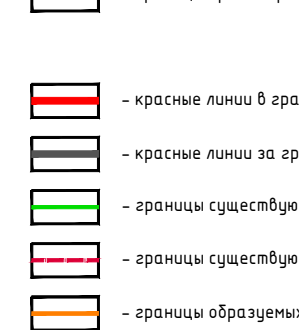 - красные линии в гра
- красные линии за гр
- границы существую
- границы существую
- границы образуемых